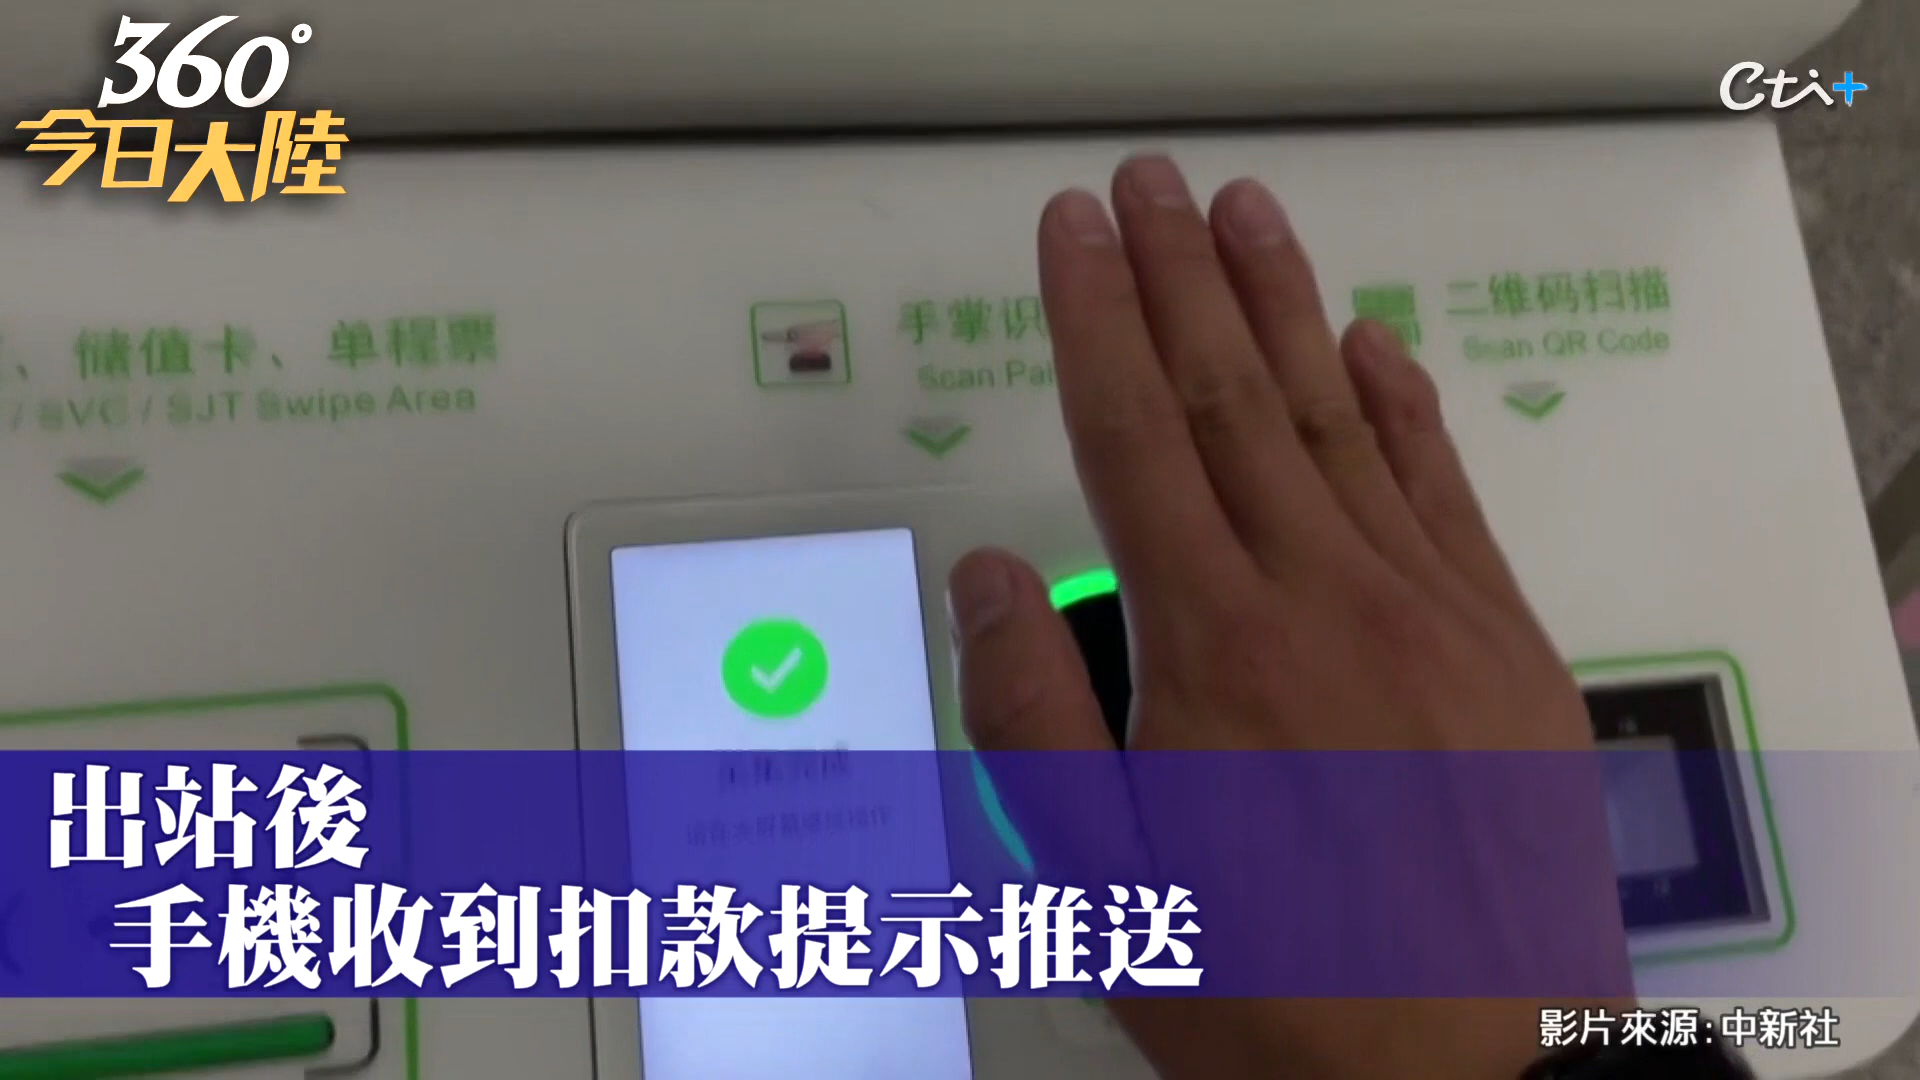 360°
今日大陸
Cti+
、储值卡、单程票
/ SVC / SJT Swipe Area
手掌识
Scan Pal
二维码扫描
Scan QR Code
出站後
手機收到扣款提示推送
影片來源:中新社